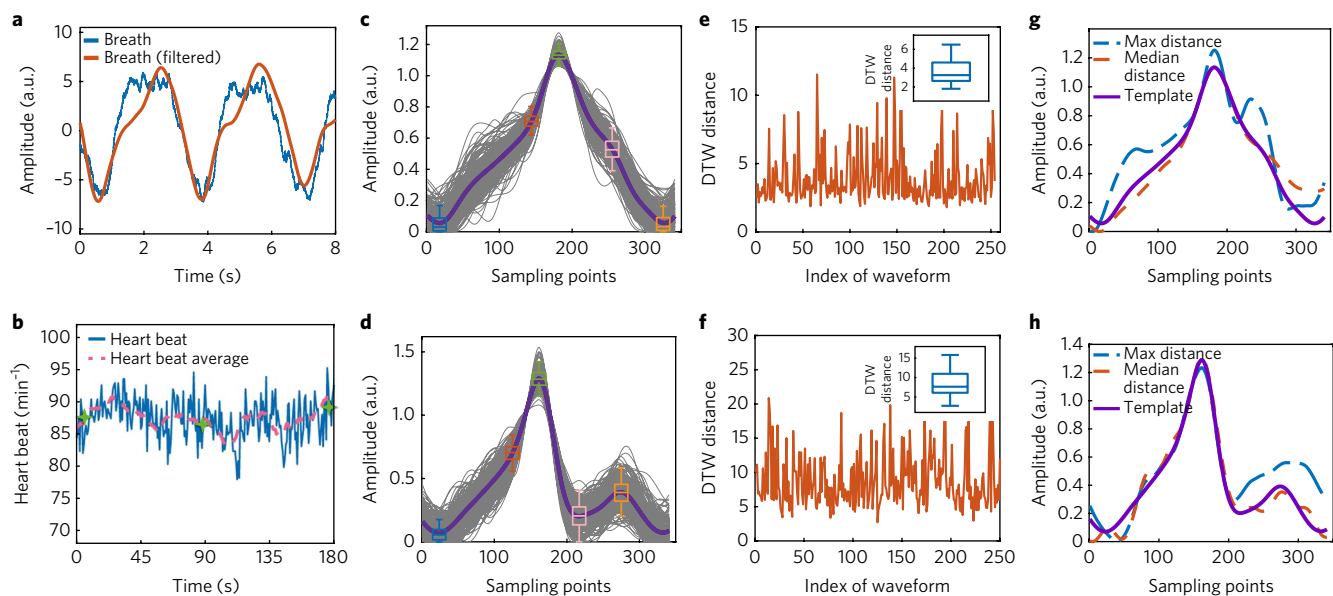 a
10
5
0
−5
−10
Amplitude (a.u.)
Breath
Breath (filtered)
0
2
4
6
8
Time (s)
c
1.2
1.0
0.8
0.6
0.4
0.2
0
Amplitude (a.u.)
0
100
200
300
Sampling points
e
15
10
5
0
DTW distance
6
4
2
DTW
distance
0
50
100
150
200
250
Index of waveform
g
1.2
1.0
0.8
0.6
0.4
0.2
0
Amplitude (a.u.)
Max distance
Median
distance
Template
0
100
200
300
Sampling points
b
100
95
90
85
80
75
70
Heart beat (min−1)
Heart beat
Heart beat average
0
45
90
135
180
Time (s)
d
1.5
1.0
0.5
0
Amplitude (a.u.)
0
100
200
300
Sampling points
f
30
25
20
15
10
5
0
DTW distance
15
10
5
DTW
distance
0
50
100
150
200
250
Index of waveform
h
1.4
1.2
1.0
0.8
0.6
0.4
0.2
0
Amplitude (a.u.)
Max distance
Median
distance
Template
0
100
200
300
Sampling points